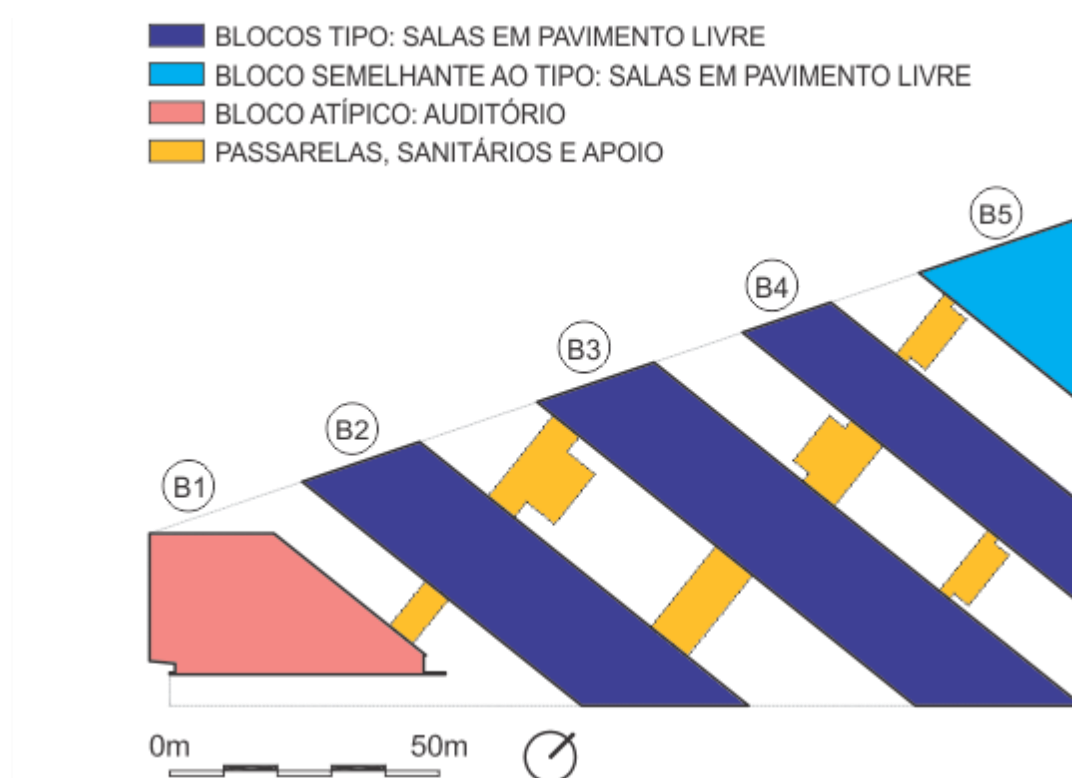 BLOCOS TIPO: SALAS EM PAVIMENTO LIVRE
BLOCO SEMELHANTE AO TIPO: SALAS EM PAVIMENTO LIVRE
BLOCO ATÍPICO: AUDITÓRIO
PASSARELAS, SANITÁRIOS E APOIO
B5
B4
B3
B2
B1
0m 50m